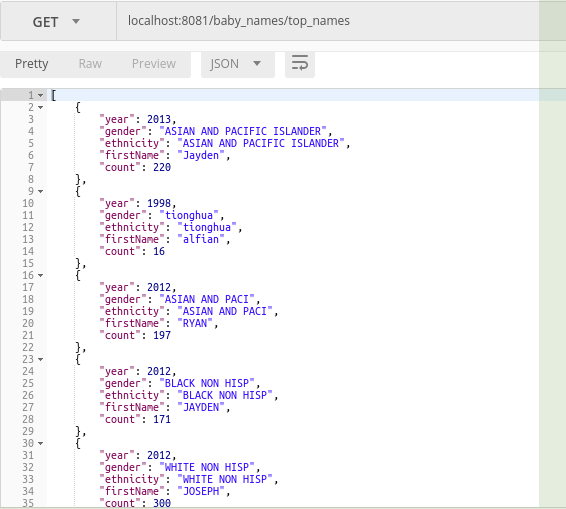 GET localhost:8081/baby_names/top_names
Pretty Raw Preview JSON
1 [
2 {
3 "year": 2013,
4 "gender": "ASIAN AND PACIFIC ISLANDER",
5 "ethnicity": "ASIAN AND PACIFIC ISLANDER",
6 "firstName": "Jayden",
7 "count": 220
8 },
9 {
10 "year": 1998,
11 "gender": "tionghua",
12 "ethnicity": "tionghua",
13 "firstName": "alfian",
14 "count": 16
15 },
16 {
17 "year": 2012,
18 "gender": "ASIAN AND PACI",
19 "ethnicity": "ASIAN AND PACI",
20 "firstName": "RYAN",
21 "count": 197
22 },
23 {
24 "year": 2012,
25 "gender": "BLACK NON HISP",
26 "ethnicity": "BLACK NON HISP",
27 "firstName": "JAYDEN",
28 "count": 171
29 },
30 {
31 "year": 2012,
32 "gender": "WHITE NON HISP",
33 "ethnicity": "WHITE NON HISP",
34 "firstName": "JOSEPH",
35 "count": 300